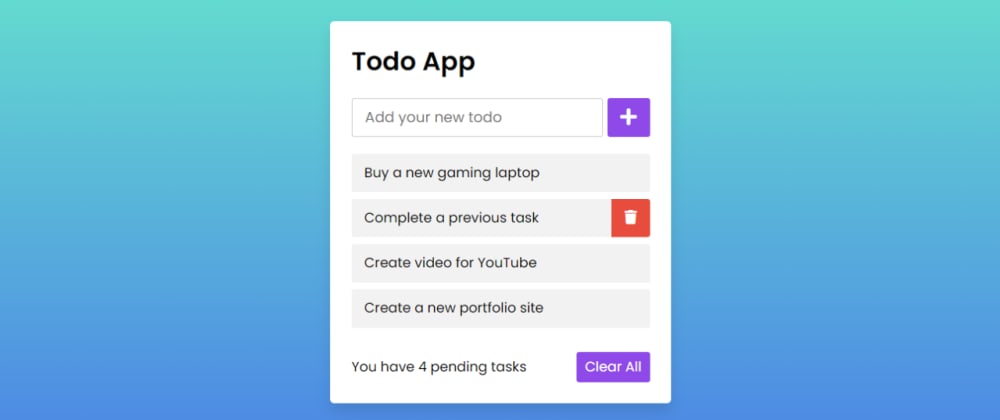 Todo App
Add your new todo
Buy a new gaming laptop
Complete a previous task
Create video for YouTube
Create a new portfolio site
You have 4 pending tasks
Clear All